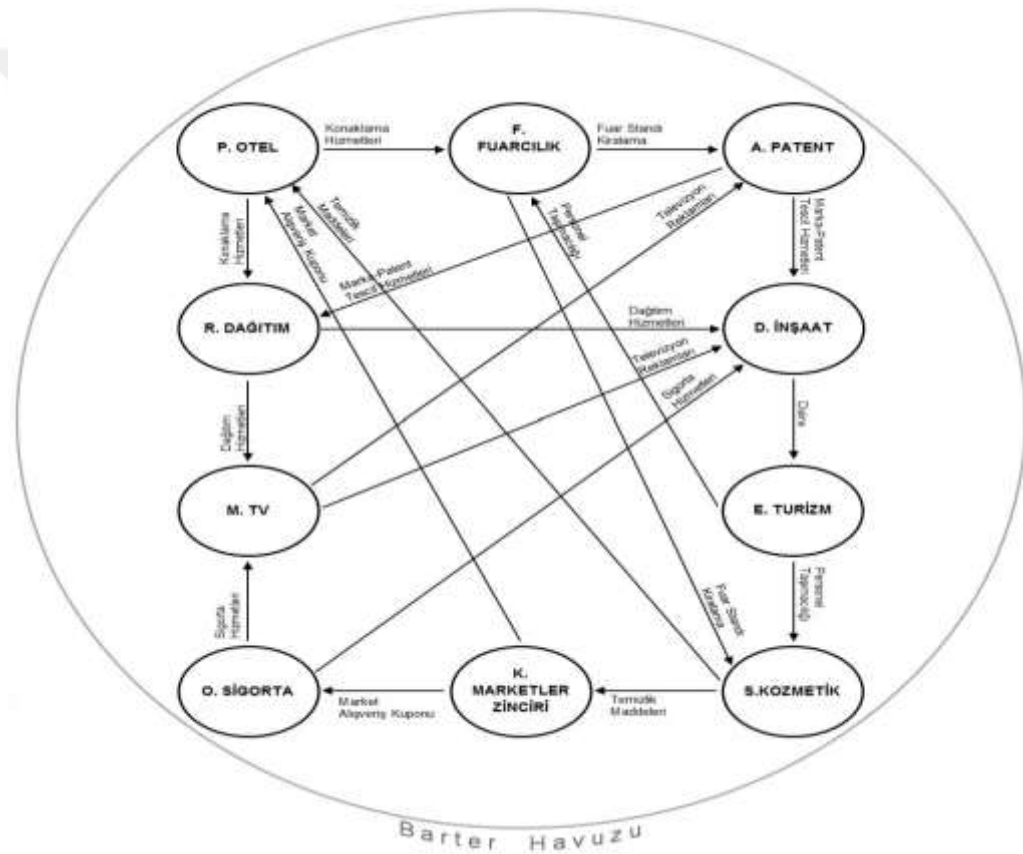 P. OTEL
Konaklama
Hizmetleri
F.
FUARCILIK
Fuar Standı
Kiralama
A. PATENT
Konaklama
Hizmetleri
Market
Alışveriş Kuponu
Temizlik
Maddeleri
Personel
Taşımacılığı
Televizyon
Reklamları
Marka-Patent
Tescil Hizmetleri
Marka-Patent
Tescil Hizmetleri
R. DAĞITIM
Dağıtım
Hizmetleri
D. İNŞAAT
Televizyon
Reklamları
Sigorta
Hizmetleri
Dağıtım
Hizmetleri
Daire
M. TV
E. TURİZM
Sigorta
Hizmetleri
Fuar Standı
Kiralama
Personel
Taşımacılığı
O. SİGORTA
Market
Alışveriş Kuponu
K.
MARKETLER
ZİNCİRİ
Temizlik
Maddeleri
S.KOZMETİK
Barter Havuzu